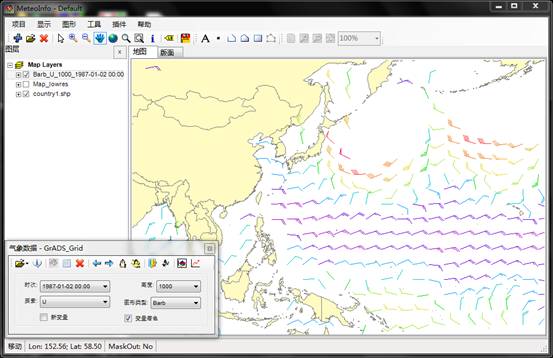 MeteoInfo - Default
项目 显示 图形 工具 插件 帮助
100%
图层 x
地图 版面
Map Layers
Barb_U_1000_1987-01-02 00:00
Map_lowres
country1.shp
气象数据 - GrADS_Grid
时次: 1987-01-02 00:00 高度: 1000
要素: U 图形类型: Barb
新变量 变量着色
移动 Lon: 152.56; Lat: 58.50 MaskOut: No